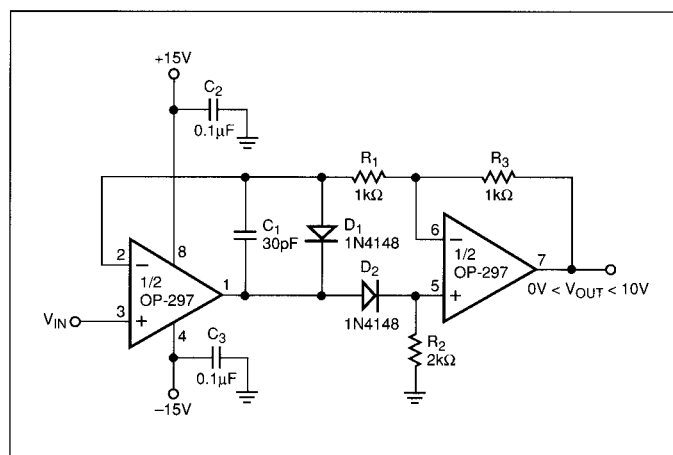 +15V
C2
0.1µF
R1
1kΩ
R3
1kΩ
C1
30pF
D1
1N4148
2
−
8
1/2
OP-297
1
D2
1N4148
6
−
1/2
OP-297
7
5
+
0V < VOUT < 10V
VIN
3
+
4
C3
0.1µF
R2
2kΩ
−15V